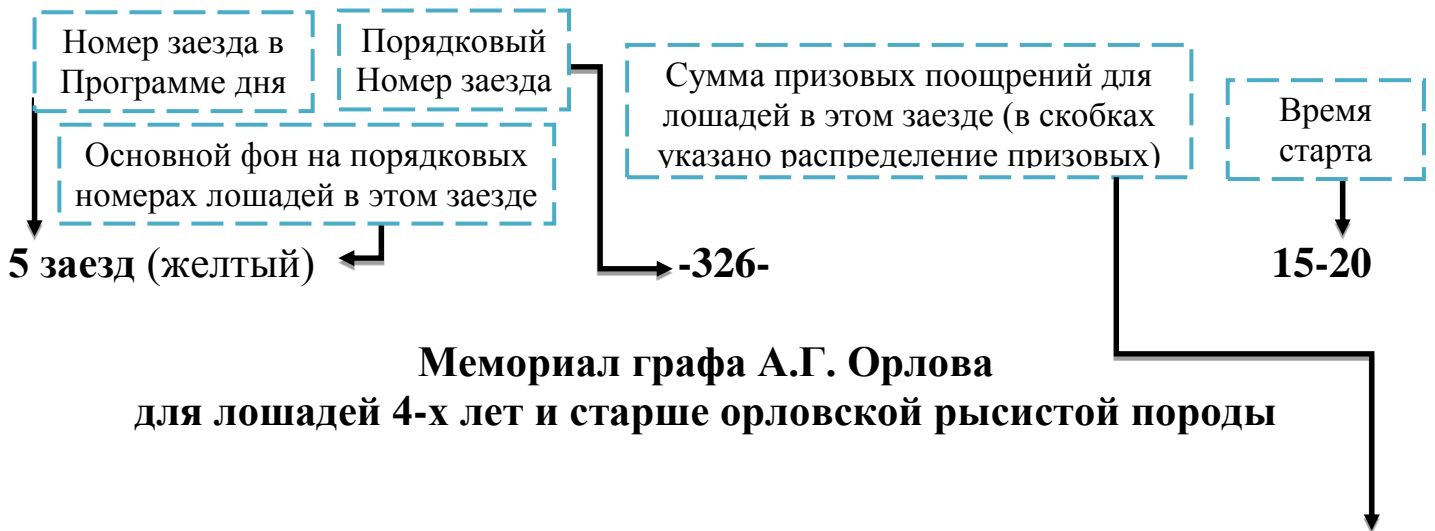 Номер заезда в
Программе дня
Порядковый
Номер заезда
Сумма призовых поощрений для
лошадей в этом заезде (в скобках
указано распределение призовых)
Время
старта
Основной фон на порядковых
номерах лошадей в этом заезде
5 заезд (желтый)
-326-
15-20
Мемориал графа А.Г. Орлова
для лошадей 4-х лет и старше орловской рысистой породы